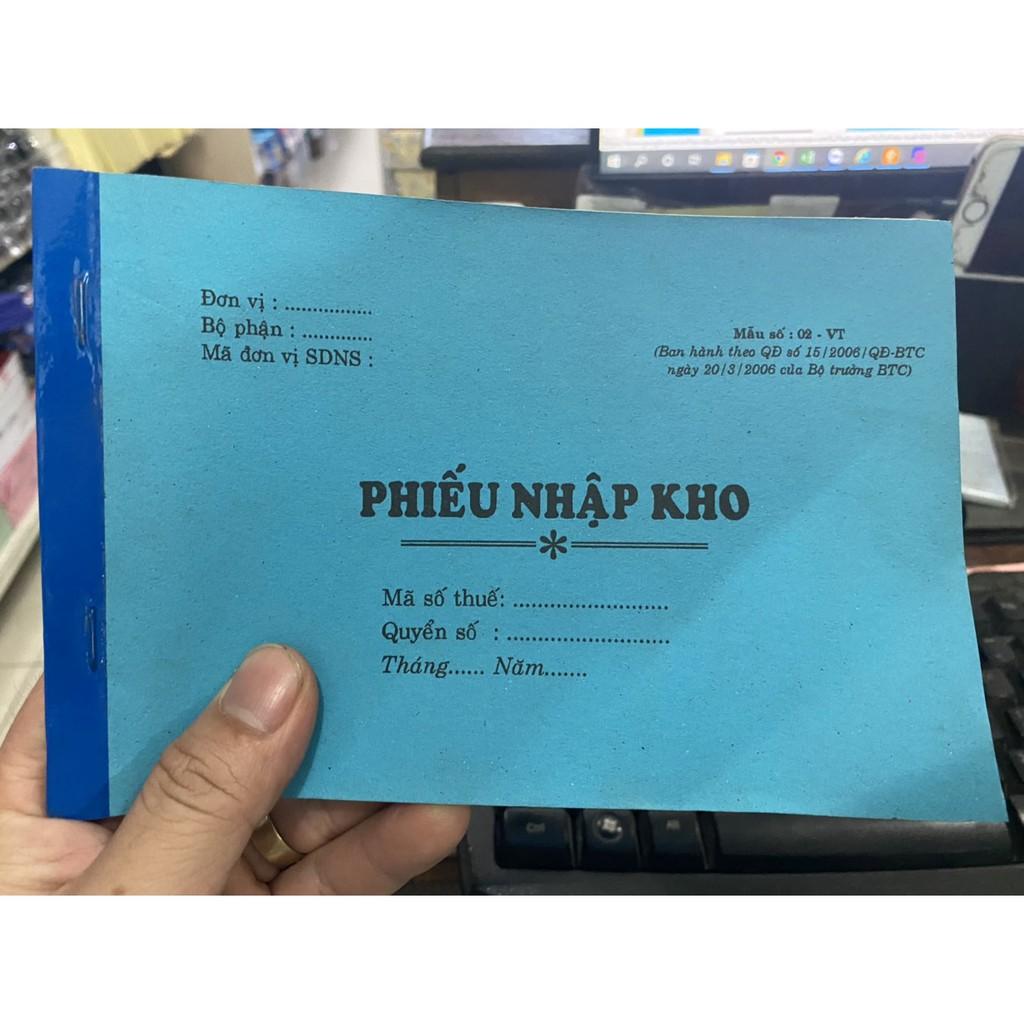 Đơn vị : ................
Bộ phận : .............
Mã đơn vị SDNS :
Mẫu số : 02 - VT
(Ban hành theo QĐ số 15/2006/QĐ-BTC
ngày 20/3/2006 của Bộ trưởng BTC)
PHIẾU NHẬP KHO
Mã số thuế: ..........................
Quyển số : ...........................
Tháng...... Năm.......
Ctrl
Alt